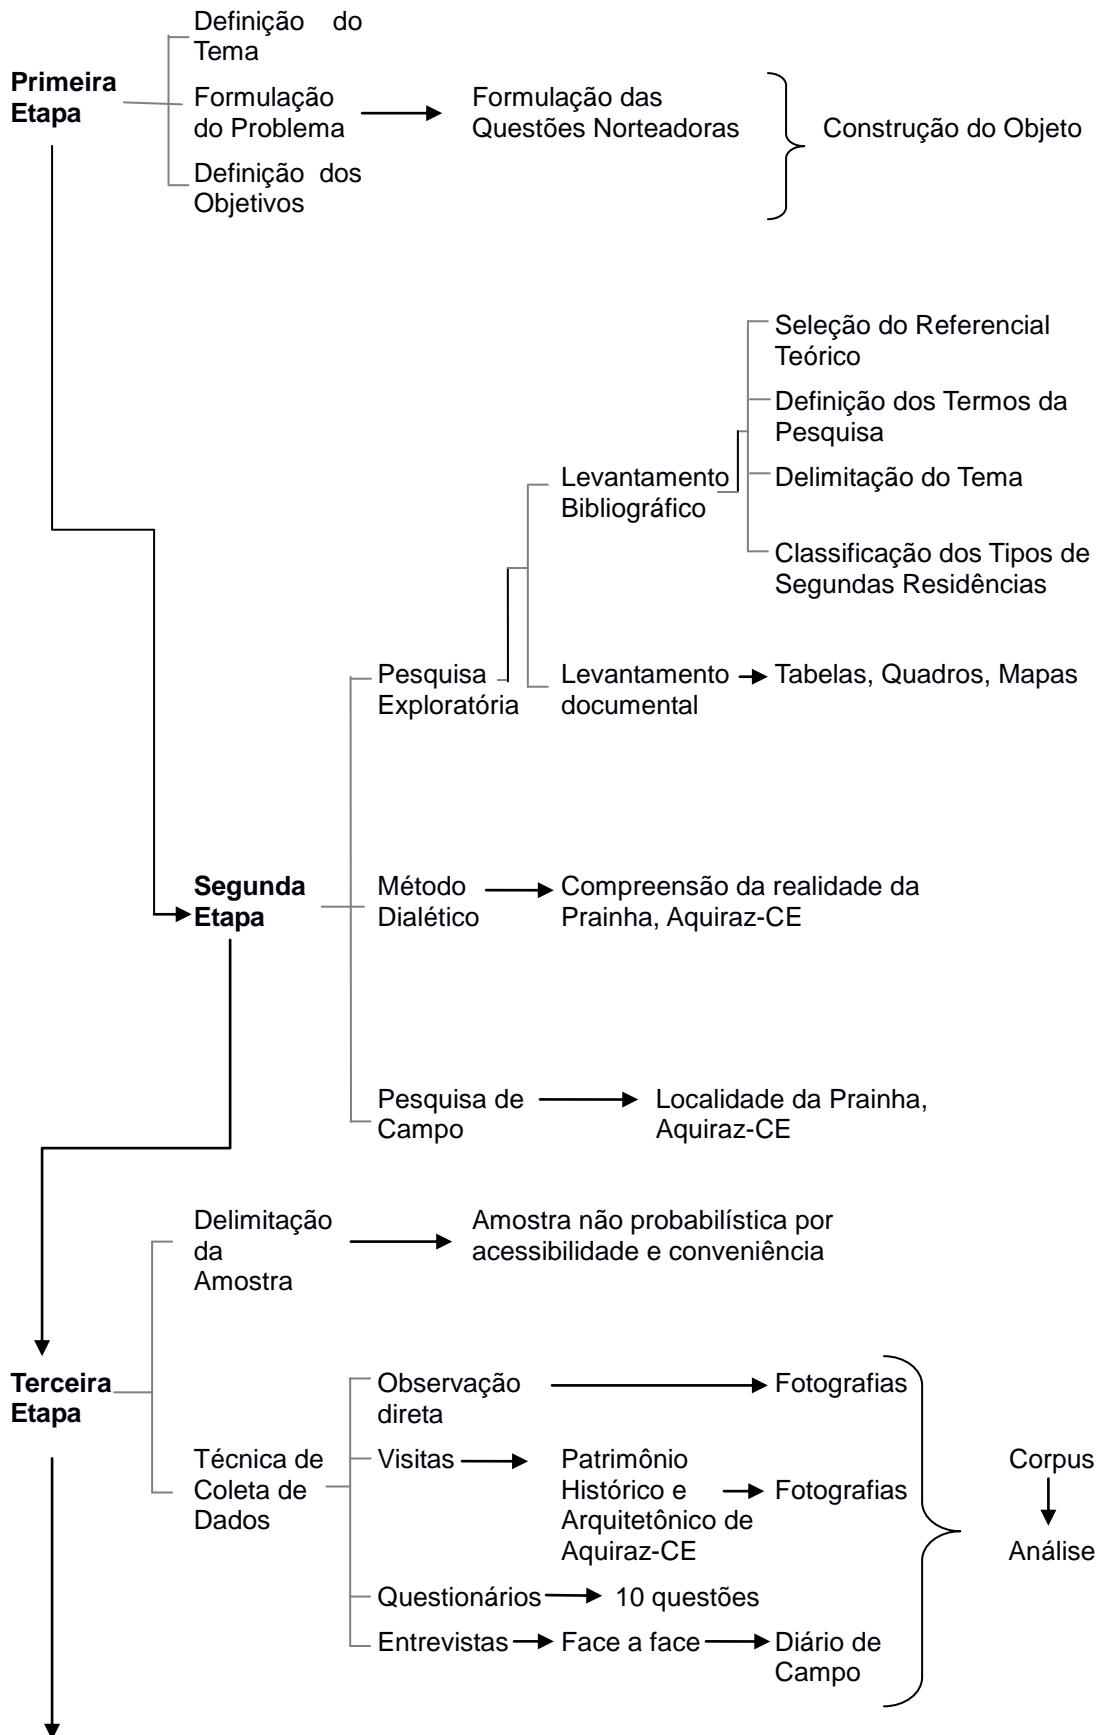 Definição do
Tema
Primeira
Etapa
Formulação
do Problema
Formulação das
Questões Norteadoras
Construção do Objeto
Definição dos
Objetivos
Seleção do Referencial
Teórico
Definição dos Termos da
Pesquisa
Levantamento
Bibliográfico
Delimitação do Tema
Classificação dos Tipos de
Segundas Residências
Pesquisa
Exploratória
Levantamento
documental
Tabelas, Quadros, Mapas
Segunda
Etapa
Método
Dialético
Compreensão da realidade da
Prainha, Aquiraz-CE
Pesquisa de
Campo
Localidade da Prainha,
Aquiraz-CE
Delimitação
da
Amostra
Amostra não probabilística por
acessibilidade e conveniência
Terceira
Etapa
Observação
direta
Fotografias
Técnica de
Coleta de
Dados
Visitas
Patrimônio
Histórico e
Arquitetônico de
Aquiraz-CE
Fotografias
Corpus
Análise
Questionários
10 questões
Entrevistas
Face a face
Diário de
Campo